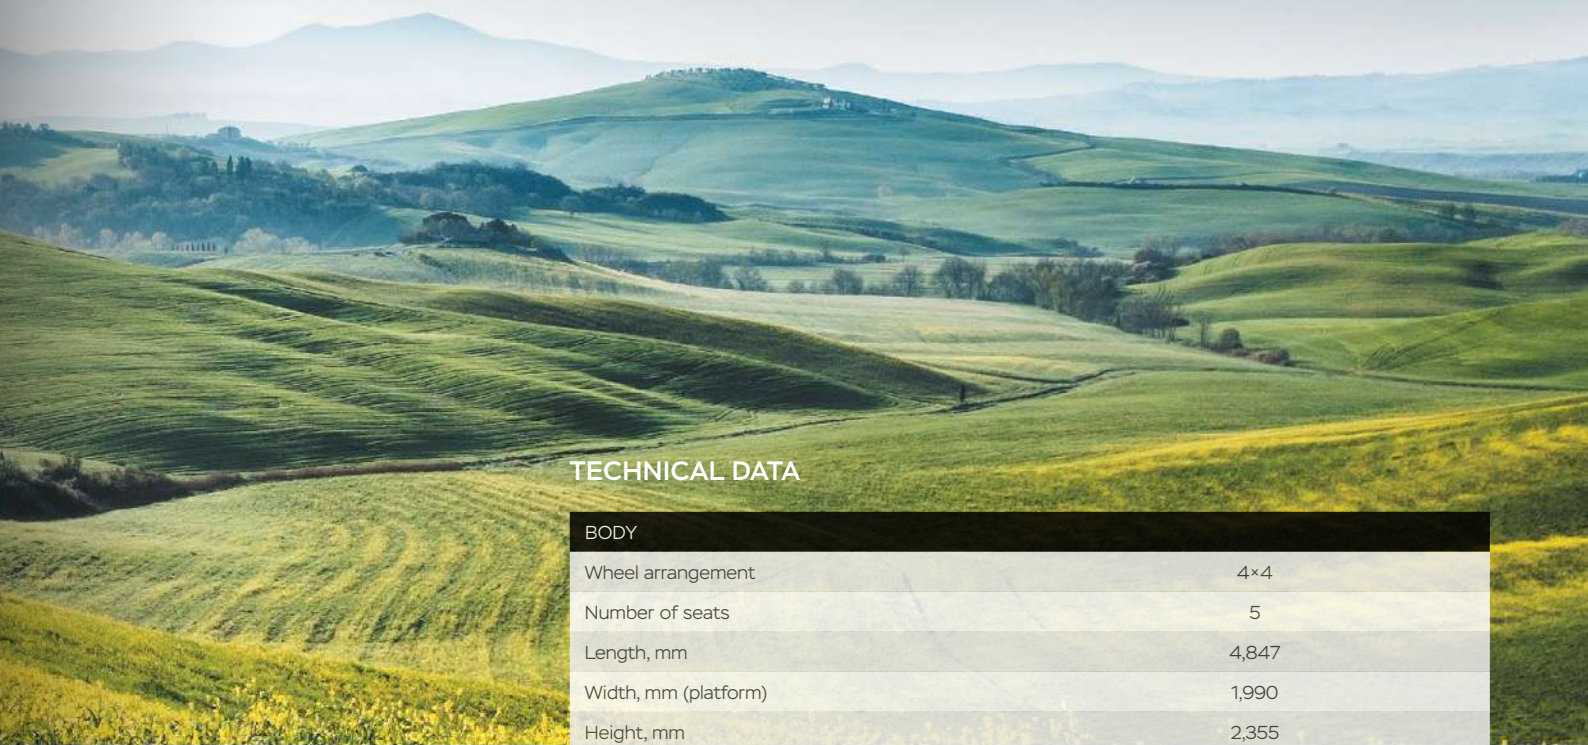 TECHNICAL DATA
BODY
Wheel arrangement 4×4
Number of seats 5
Length, mm 4,847
Width, mm (platform) 1,990
Height, mm 2,355